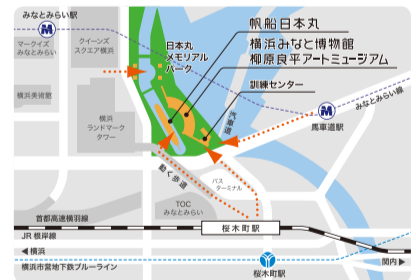 みなとみらい駅
マークイズ
みなとみらい
クイーンズ
スクエア横浜
日本丸
メモリアル
パーク
帆船日本丸
横浜みなと博物館
柳原良平アートミュージアム
訓練センター
横浜美術館
横浜
ランドマーク
タワー
汽車道
みなとみらい線
馬車道駅
動く歩道
バス
ターミナル
TOC
みなとみらい
首都高速横羽線
桜木町駅
JR 根岸線
◀横浜
関内▶
横浜市営地下鉄ブルーライン
桜木町駅